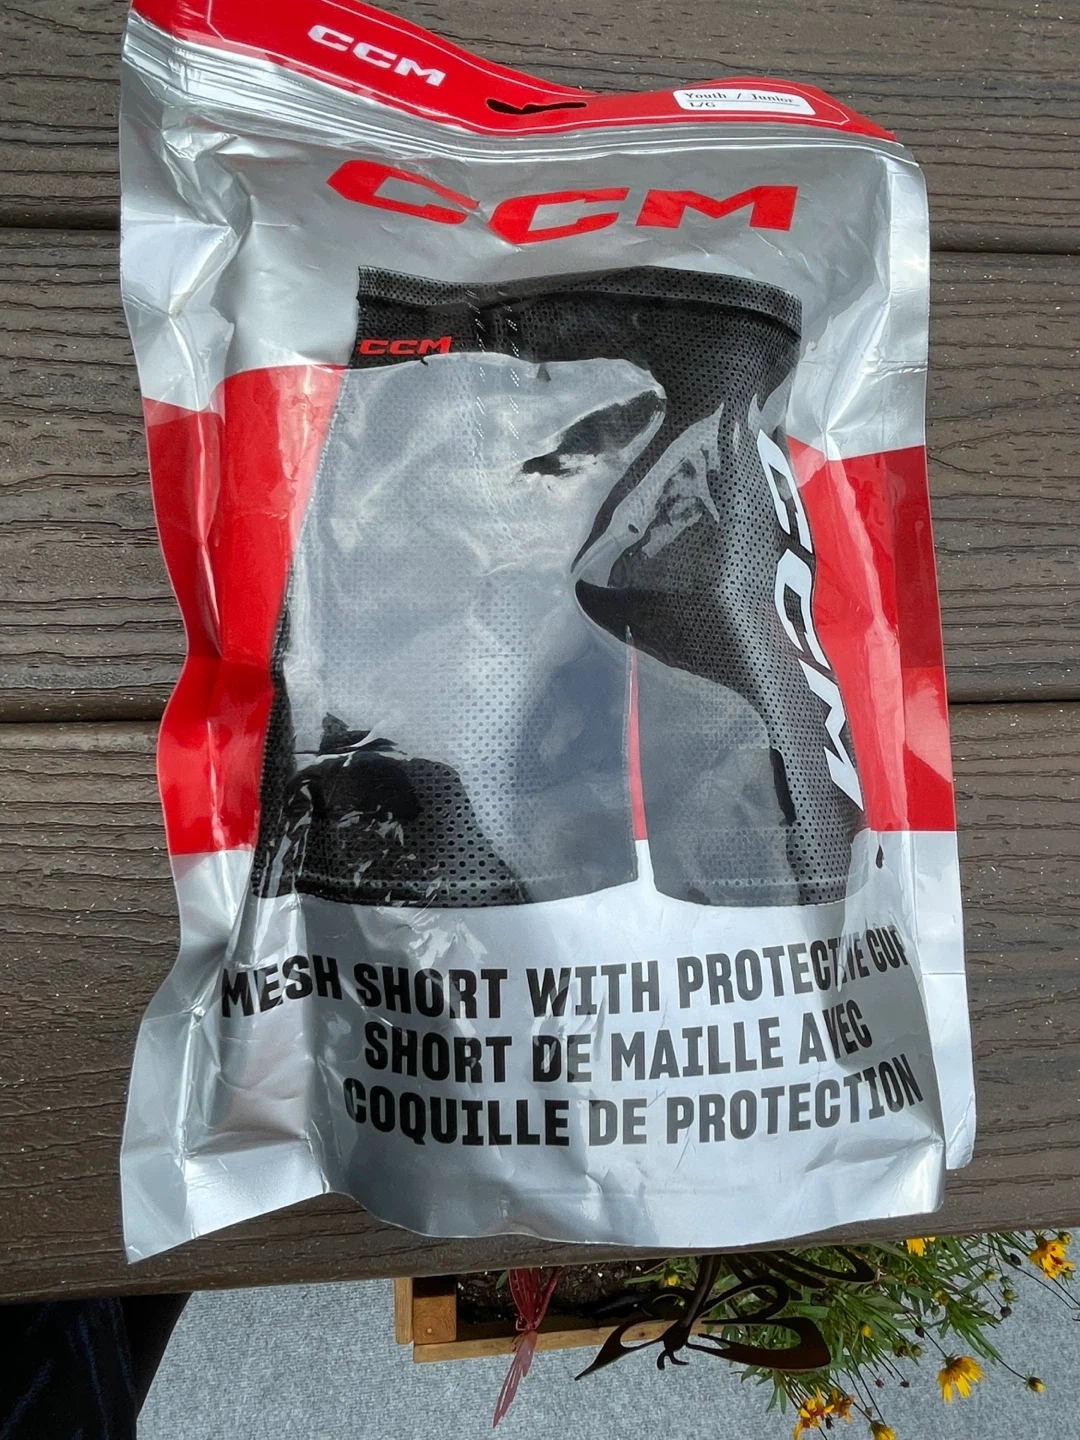 CCM
Youth / Junior
L/G
CCM
CCM
CCM
MESH SHORT WITH PROTECTIVE CUP
SHORT DE MAILLE AVEC
COQUILLE DE PROTECTION